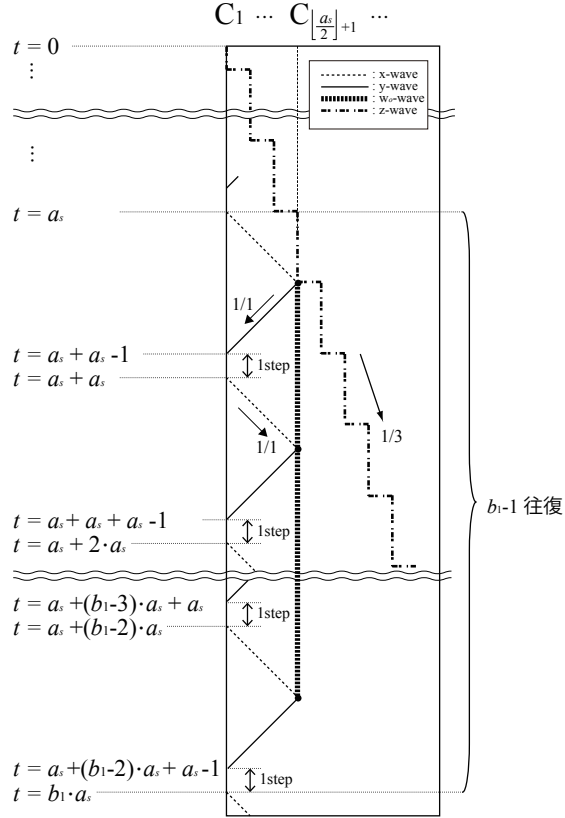 C₁ ⋯ C⌊aₛ/2⌋+1 ⋯
t = 0
⋮
: x-wave
: y-wave
: w₀-wave
: z-wave
⋮
t = aₛ
1/1
t = aₛ + aₛ -1
1step
t = aₛ + aₛ
1/3
1/1
b₁-1 往復
t = aₛ + aₛ + aₛ -1
1step
t = aₛ + 2·aₛ
t = aₛ +(b₁-3)·aₛ + aₛ
1step
t = aₛ +(b₁-2)·aₛ
t = aₛ +(b₁-2)·aₛ + aₛ -1
1step
t = b₁·aₛ